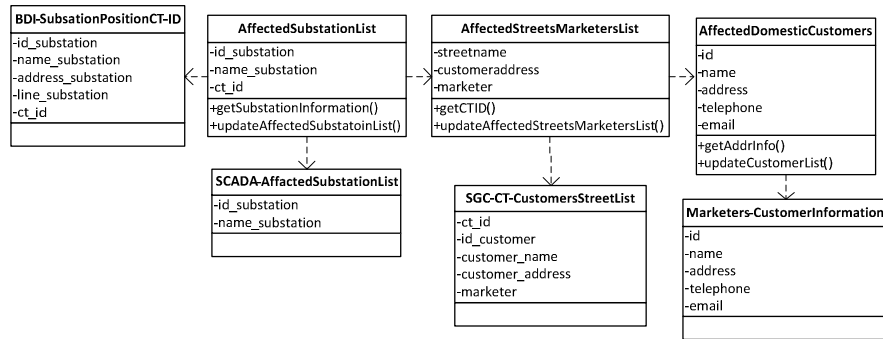 BDI-SubsationPositionCT-ID
-id_substation
-name_substation
-address_substation
-line_substation
-ct_id
AffectedSubstationList
-id_substation
-name_substation
-ct_id
+getSubstationInformation()
+updateAffectedSubstatoinList()
AffectedStreetsMarketersList
-streetname
-customeraddress
-marketer
+getCTID()
+updateAffectedStreetsMarketersList()
AffectedDomesticCustomers
-id
-name
-address
-telephone
-email
+getAddrInfo()
+updateCustomerList()
SCADA-AffactedSubstationList
-id_substation
-name_substation
SGC-CT-CustomersStreetList
-ct_id
-id_customer
-customer_name
-customer_address
-marketer
Marketers-CustomerInformation
-id
-name
-address
-telephone
-email